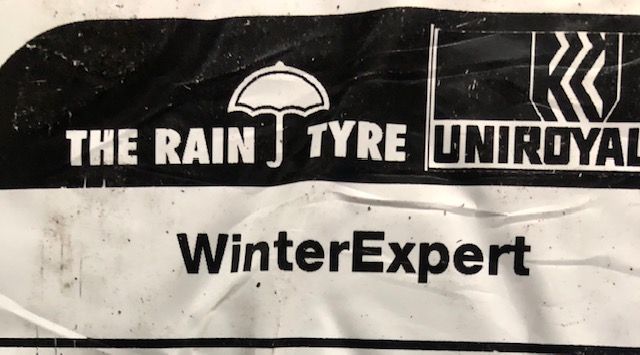 THE RAIN TYRE UNIROYAL
WinterExpert